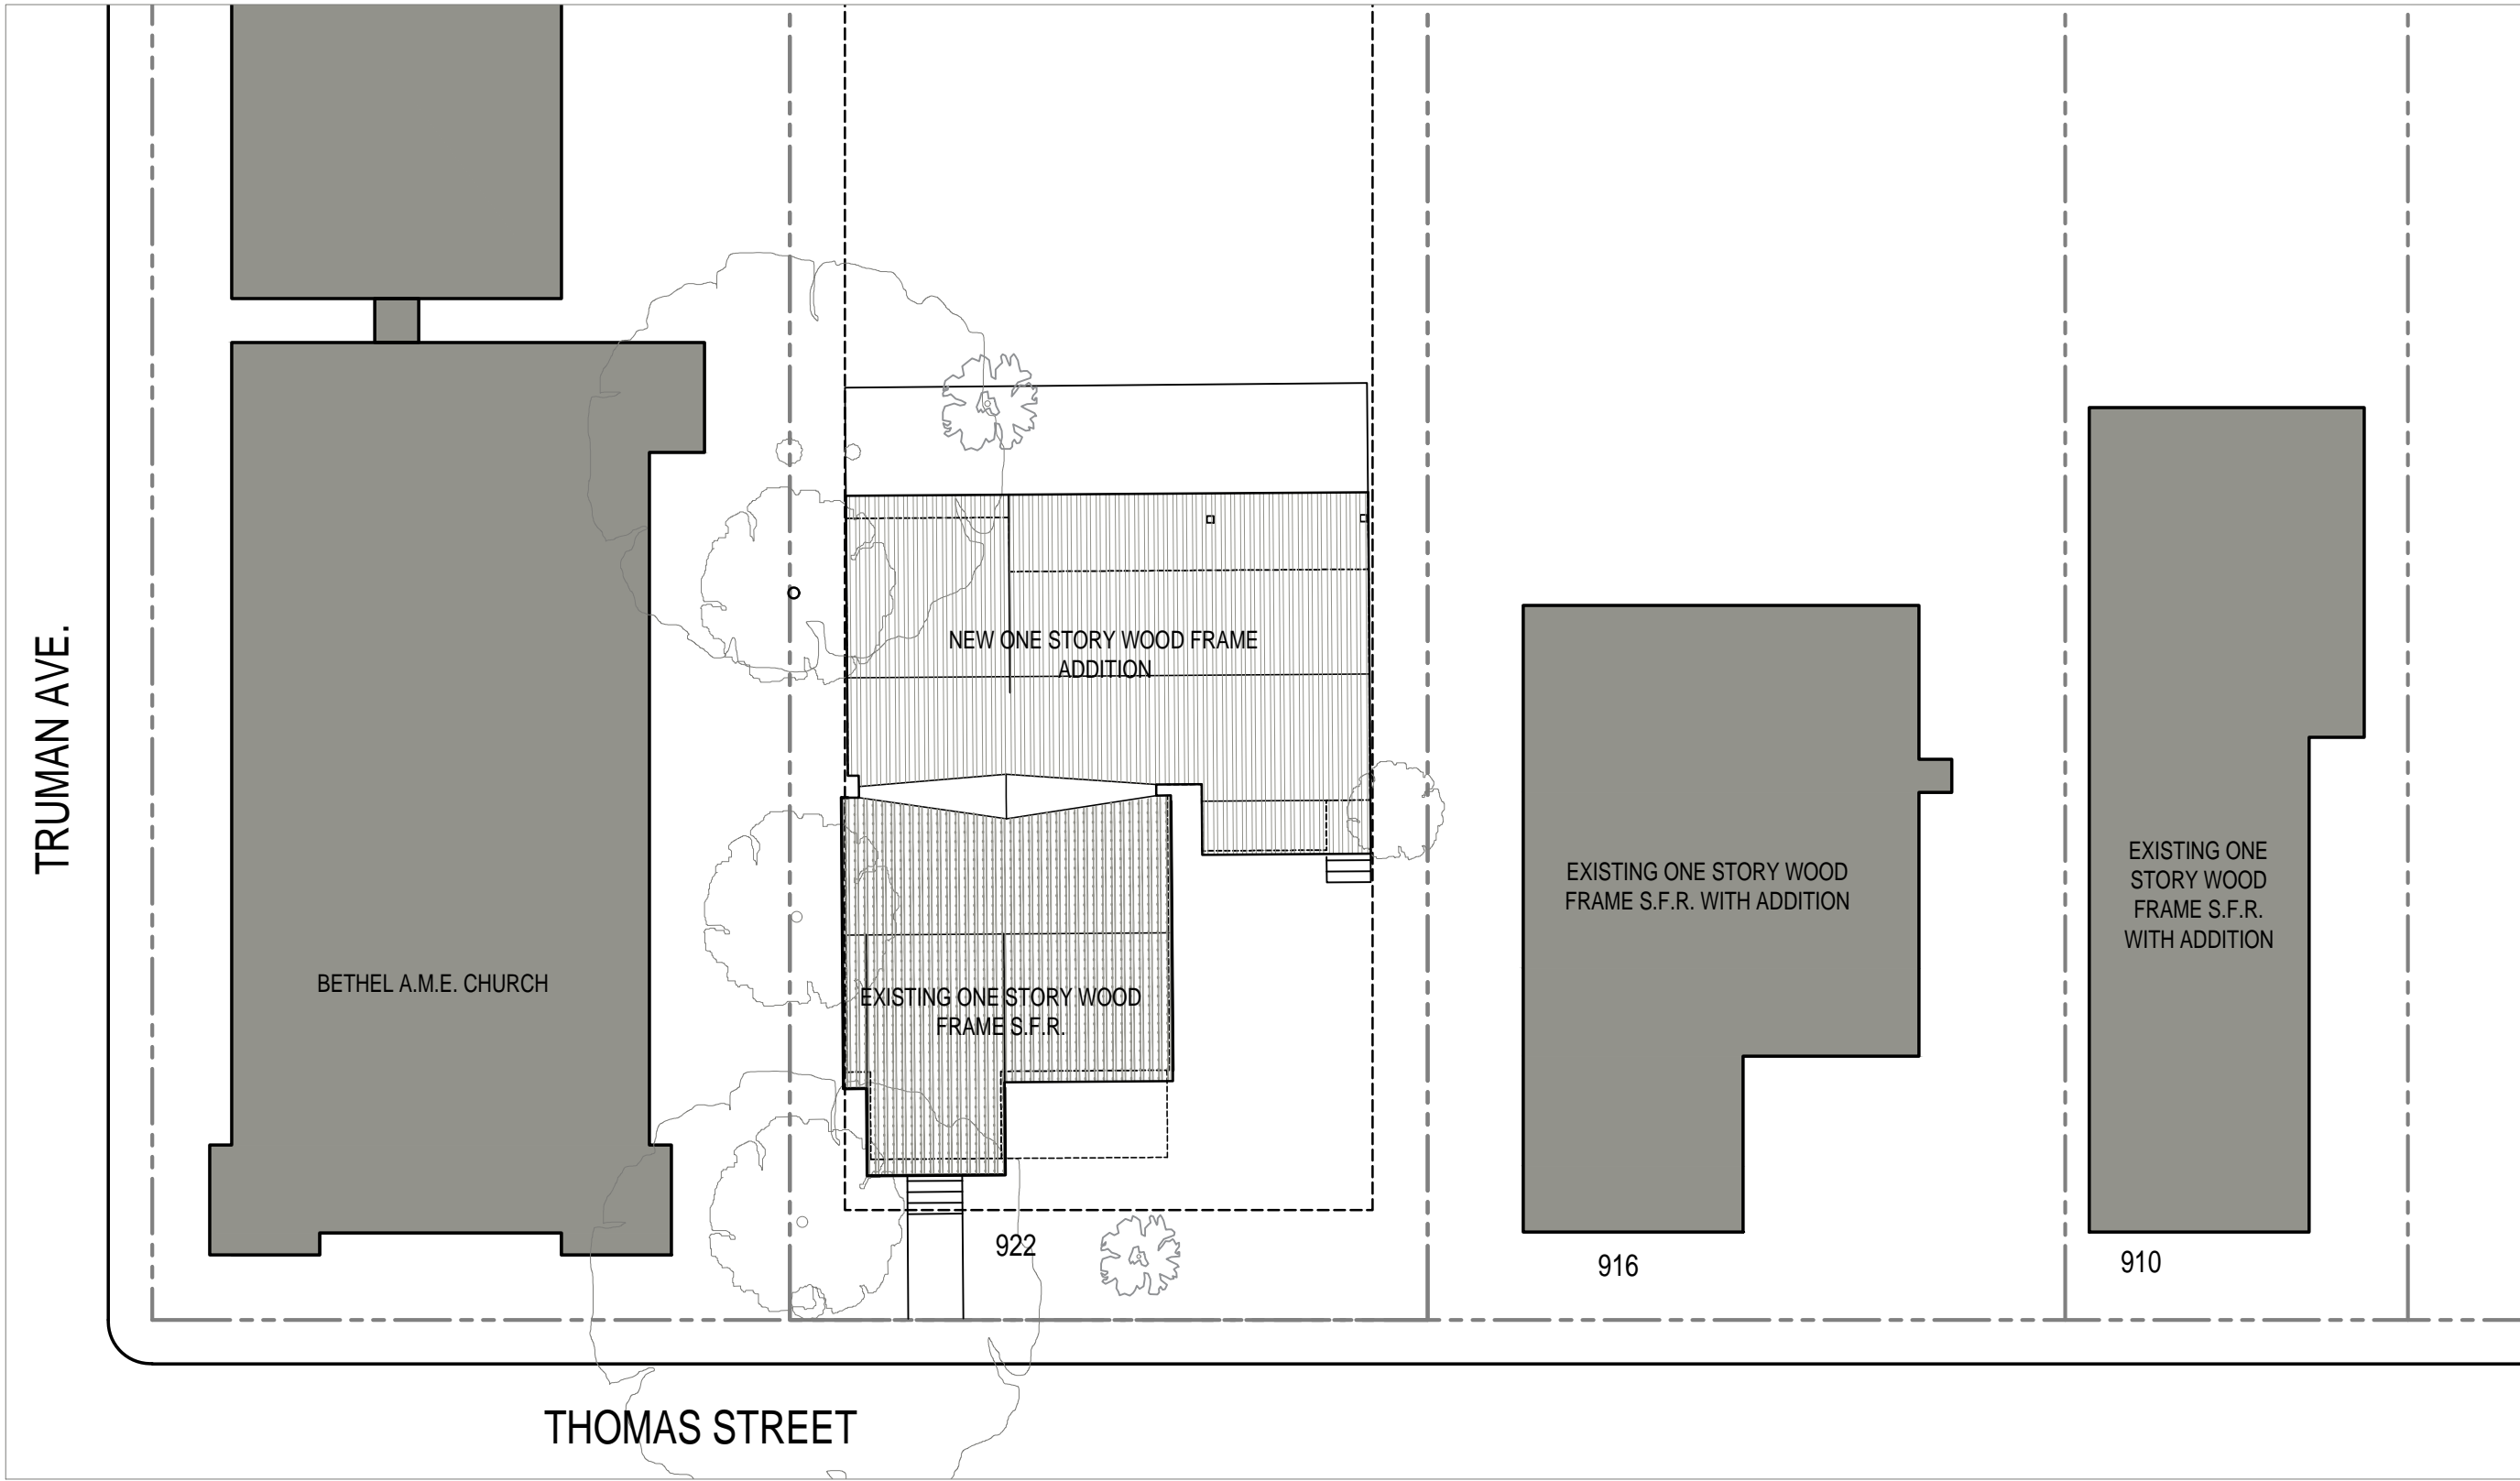 TRUMAN AVE.
NEW ONE STORY WOOD FRAME
ADDITION
BETHEL A.M.E. CHURCH
EXISTING ONE STORY WOOD
FRAME S.F.R.
EXISTING ONE STORY WOOD
FRAME S.F.R. WITH ADDITION
EXISTING ONE
STORY WOOD
FRAME S.F.R.
WITH ADDITION
922
916
910
THOMAS STREET